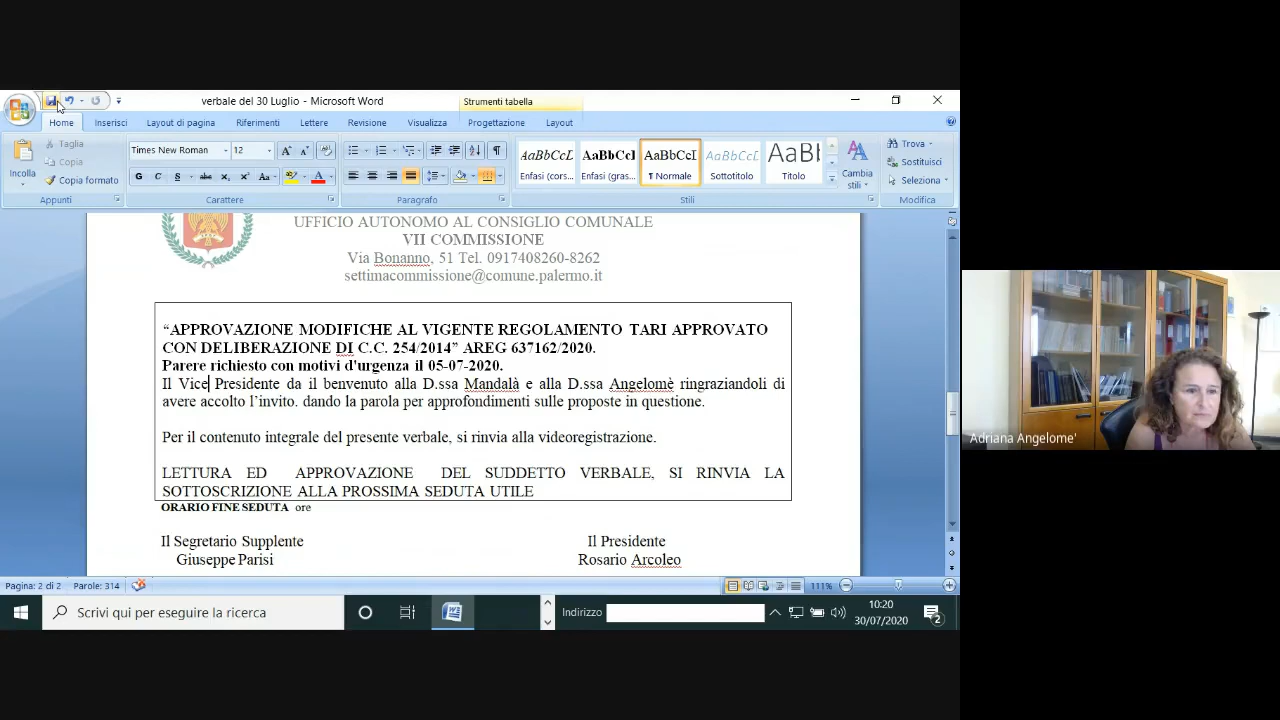 verbale del 30 Luglio - Microsoft Word
Strumenti tabella
Home Inserisci Layout di pagina Riferimenti Lettere Revisione Visualizza Progettazione Layout
Incolla
Taglia
Copia
Copia formato
Appunti
Times New Roman 12
G C S abc x₂ x² Aa
Carattere
Paragrafo
AaBbCcL AaBbCcI AaBbCcI AaBbCcL AaBb
Enfasi (cors... Enfasi (gras... ¶ Normale Sottotitolo Titolo
Cambia stili
Stili
Trova
Sostituisci
Seleziona
Modifica
UFFICIO AUTONOMO AL CONSIGLIO COMUNALE
VII COMMISSIONE
Via Bonanno, 51 Tel. 0917408260-8262
settimacommissione@comune.palermo.it
“APPROVAZIONE MODIFICHE AL VIGENTE REGOLAMENTO TARI APPROVATO
CON DELIBERAZIONE DI C.C. 254/2014” AREG 637162/2020.
Parere richiesto con motivi d'urgenza il 05-07-2020.
Il Vice Presidente da il benvenuto alla D.ssa Mandalà e alla D.ssa Angelomè ringraziandoli di
avere accolto l’invito. dando la parola per approfondimenti sulle proposte in questione.
Per il contenuto integrale del presente verbale, si rinvia alla videoregistrazione.
LETTURA ED APPROVAZIONE DEL SUDDETTO VERBALE, SI RINVIA LA
SOTTOSCRIZIONE ALLA PROSSIMA SEDUTA UTILE
ORARIO FINE SEDUTA ore
Il Segretario Supplente Il Presidente
Giuseppe Parisi Rosario Arcoleo
Pagina: 2 di 2 Parole: 314 111%
Scrivi qui per eseguire la ricerca
Indirizzo
10:20
30/07/2020
2
Adriana Angelome'